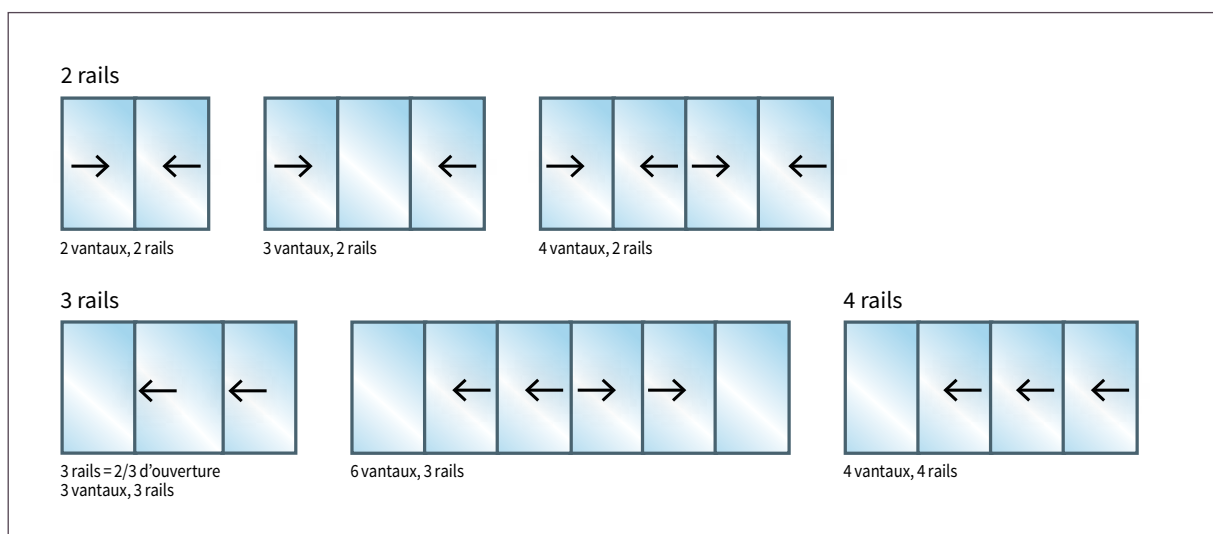 2 rails
2 vantaux, 2 rails
3 vantaux, 2 rails
4 vantaux, 2 rails
3 rails
3 rails = 2/3 d'ouverture
3 vantaux, 3 rails
6 vantaux, 3 rails
4 rails
4 vantaux, 4 rails